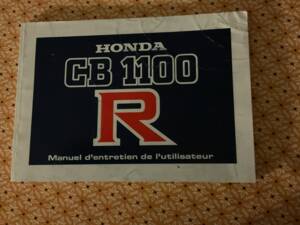 HONDA
CB 1100
R
Manuel d'entretien de l'utilisateur